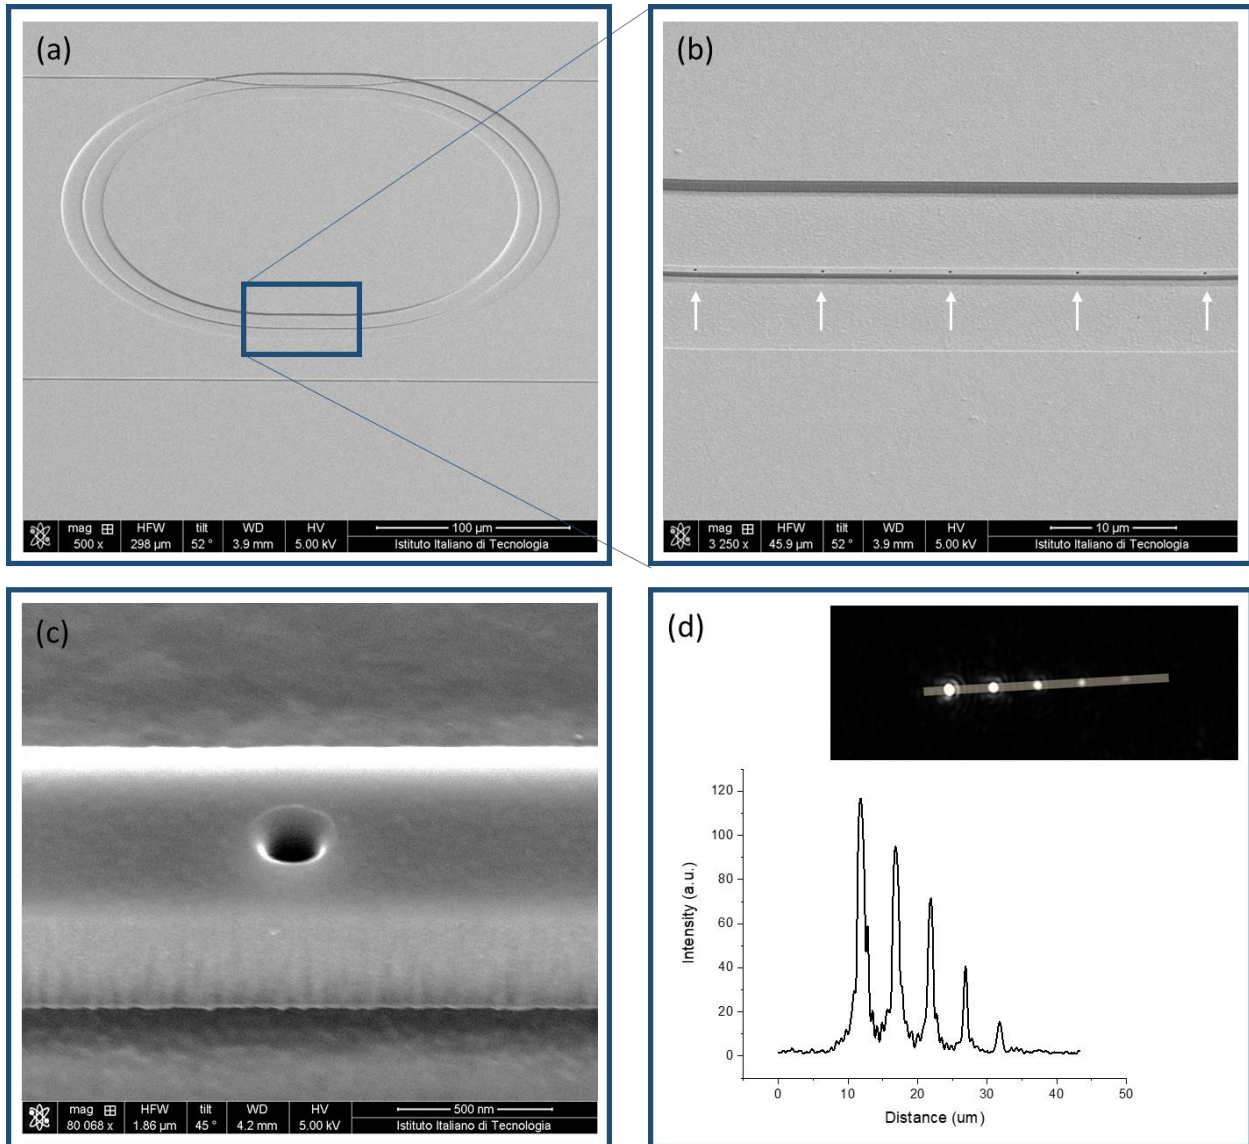 (a)
mag HFW tilt WD HV 100 µm
500 x 298 µm 52 ° 3.9 mm 5.00 kV Istituto Italiano di Tecnologia
(b)
mag HFW tilt WD HV 10 µm
3 250 x 45.9 µm 52 ° 3.9 mm 5.00 kV Istituto Italiano di Tecnologia
(c)
mag HFW tilt WD HV 500 nm
80 068 x 1.86 µm 45 ° 4.2 mm 5.00 kV Istituto Italiano di Tecnologia
(d)
120
100
80
60
40
20
0
Intensity (a.u.)
0 10 20 30 40 50
Distance (um)